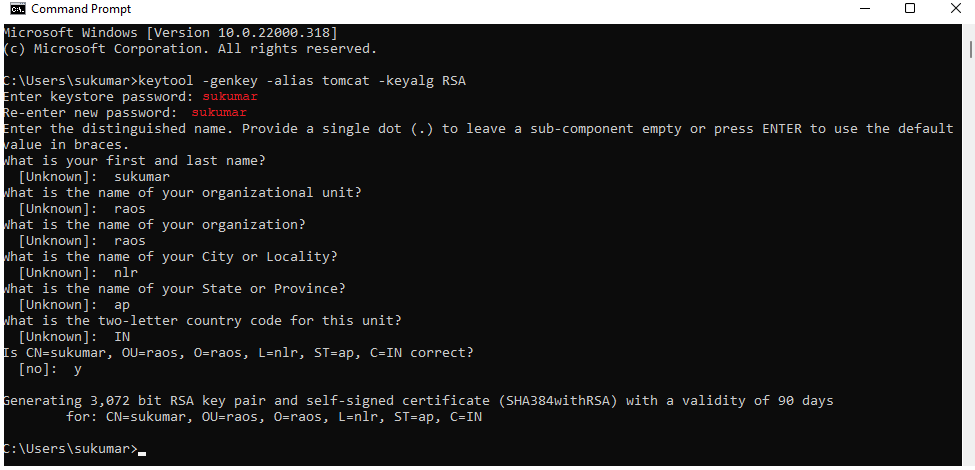 Command Prompt
Microsoft Windows [Version 10.0.22000.318]
(c) Microsoft Corporation. All rights reserved.
C:\Users\sukumar>keytool -genkey -alias tomcat -keyalg RSA
Enter keystore password: sukumar
Re-enter new password: sukumar
Enter the distinguished name. Provide a single dot (.) to leave a sub-component empty or press ENTER to use the default
value in braces.
What is your first and last name?
[Unknown]: sukumar
What is the name of your organizational unit?
[Unknown]: raos
What is the name of your organization?
[Unknown]: raos
What is the name of your City or Locality?
[Unknown]: nlr
What is the name of your State or Province?
[Unknown]: ap
What is the two-letter country code for this unit?
[Unknown]: IN
Is CN=sukumar, OU=raos, O=raos, L=nlr, ST=ap, C=IN correct?
[no]: y
Generating 3,072 bit RSA key pair and self-signed certificate (SHA384withRSA) with a validity of 90 days
for: CN=sukumar, OU=raos, O=raos, L=nlr, ST=ap, C=IN
C:\Users\sukumar>